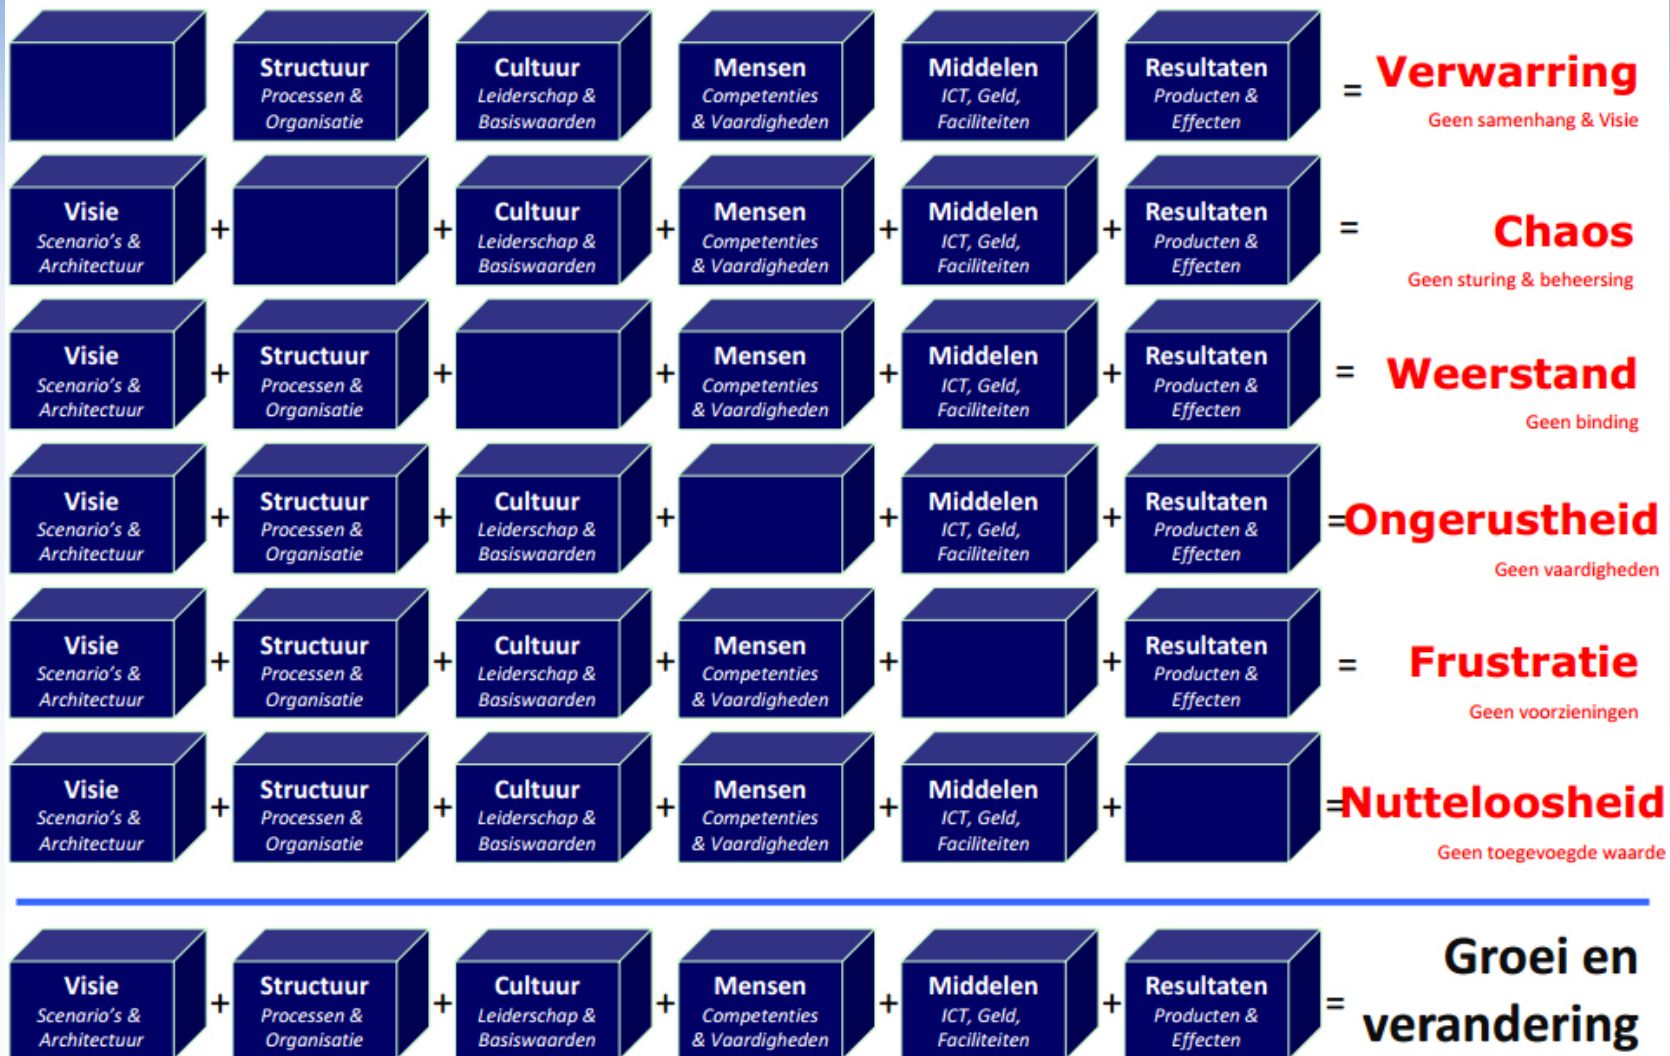 Structuur
Processen &
Organisatie
Cultuur
Leiderschap &
Basiswaarden
Mensen
Competenties
& Vaardigheden
Middelen
ICT, Geld,
Faciliteiten
Resultaten
Producten &
Effecten
= Verwarring
Geen samenhang & Visie
Visie
Scenario's &
Architectuur
+
+
Cultuur
Leiderschap &
Basiswaarden
+
Mensen
Competenties
& Vaardigheden
+
Middelen
ICT, Geld,
Faciliteiten
+
Resultaten
Producten &
Effecten
= Chaos
Geen sturing & beheersing
Visie
Scenario's &
Architectuur
+
Structuur
Processen &
Organisatie
+
+
Mensen
Competenties
& Vaardigheden
+
Middelen
ICT, Geld,
Faciliteiten
+
Resultaten
Producten &
Effecten
= Weerstand
Geen binding
Visie
Scenario's &
Architectuur
+
Structuur
Processen &
Organisatie
+
Cultuur
Leiderschap &
Basiswaarden
+
+
Middelen
ICT, Geld,
Faciliteiten
+
Resultaten
Producten &
Effecten
=Ongerustheid
Geen vaardigheden
Visie
Scenario's &
Architectuur
+
Structuur
Processen &
Organisatie
+
Cultuur
Leiderschap &
Basiswaarden
+
Mensen
Competenties
& Vaardigheden
+
+
Resultaten
Producten &
Effecten
= Frustratie
Geen voorzieningen
Visie
Scenario's &
Architectuur
+
Structuur
Processen &
Organisatie
+
Cultuur
Leiderschap &
Basiswaarden
+
Mensen
Competenties
& Vaardigheden
+
Middelen
ICT, Geld,
Faciliteiten
+
=Nutteloosheid
Geen toegevoegde waarde
Visie
Scenario's &
Architectuur
+
Structuur
Processen &
Organisatie
+
Cultuur
Leiderschap &
Basiswaarden
+
Mensen
Competenties
& Vaardigheden
+
Middelen
ICT, Geld,
Faciliteiten
+
Resultaten
Producten &
Effecten
=
Groei en
verandering